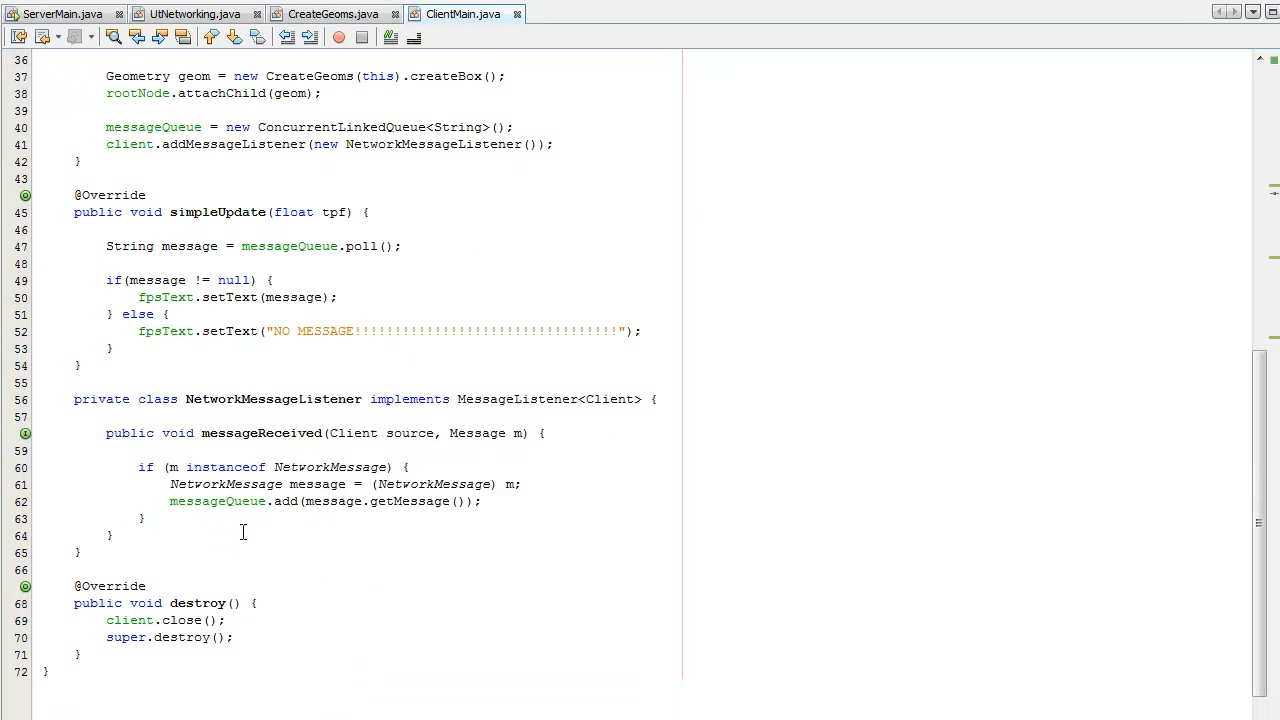 ServerMain.java UtNetworking.java CreateGeoms.java ClientMain.java
36
37 Geometry geom = new CreateGeoms(this).createBox();
38 rootNode.attachChild(geom);
39
40 messageQueue = new ConcurrentLinkedQueue<String>();
41 client.addMessageListener(new NetworkMessageListener());
42 }
43
@Override
45 public void simpleUpdate(float tpf) {
46
47 String message = messageQueue.poll();
48
49 if(message != null) {
50 fpsText.setText(message);
51 } else {
52 fpsText.setText("NO MESSAGE!!!!!!!!!!!!!!!!!!!!!!!!!!!!!!!!!");
53 }
54 }
55
56 private class NetworkMessageListener implements MessageListener<Client> {
57
public void messageReceived(Client source, Message m) {
59
60 if (m instanceof NetworkMessage) {
61 NetworkMessage message = (NetworkMessage) m;
62 messageQueue.add(message.getMessage());
63 }
64 }
65 }
66
@Override
68 public void destroy() {
69 client.close();
70 super.destroy();
71 }
72 }